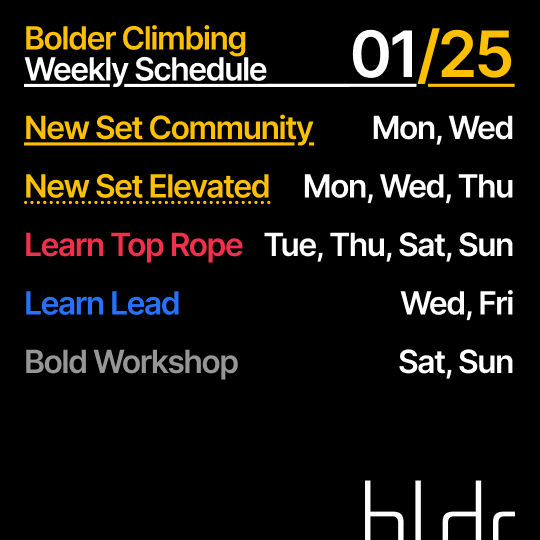 Bolder Climbing
Weekly Schedule 01/25
New Set Community Mon, Wed
New Set Elevated Mon, Wed, Thu
Learn Top Rope Tue, Thu, Sat, Sun
Learn Lead Wed, Fri
Bold Workshop Sat, Sun
bldr